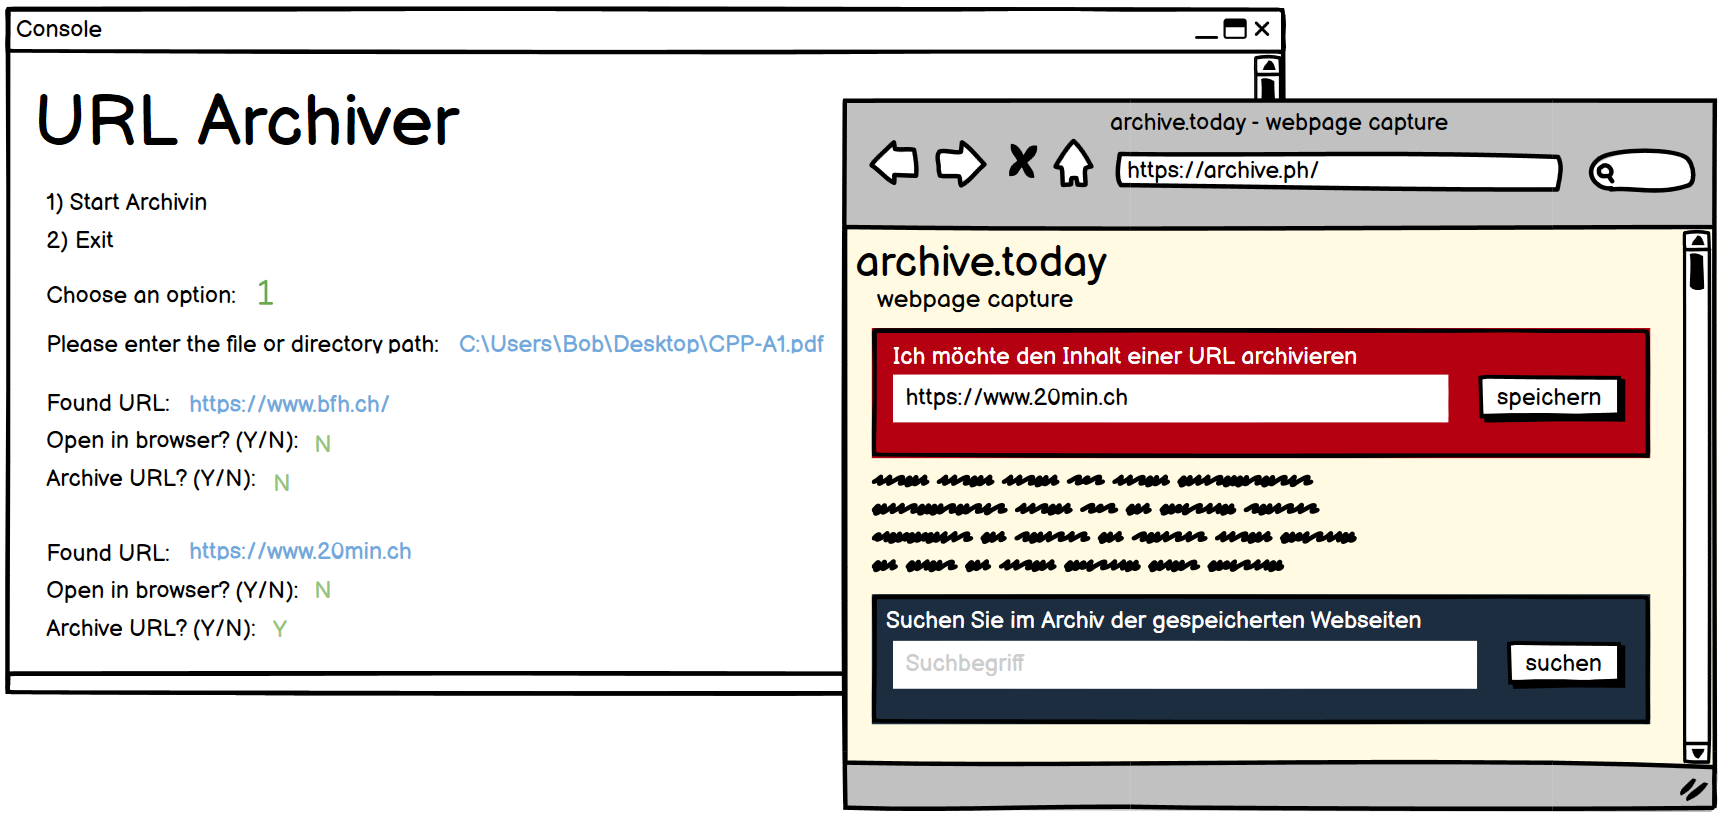 Console
URL Archiver
1) Start Archivin
2) Exit
Choose an option: 1
Please enter the file or directory path: C:\Users\Bob\Desktop\CPP-A1.pdf
Found URL: https://www.bfh.ch/
Open in browser? (Y/N): N
Archive URL? (Y/N): N
Found URL: https://www.20min.ch
Open in browser? (Y/N): N
Archive URL? (Y/N): Y
archive.today - webpage capture
https://archive.ph/
archive.today
webpage capture
Ich möchte den Inhalt einer URL archivieren
https://www.20min.ch
speichern
Suchen Sie im Archiv der gespeicherten Webseiten
Suchbegriff
suchen